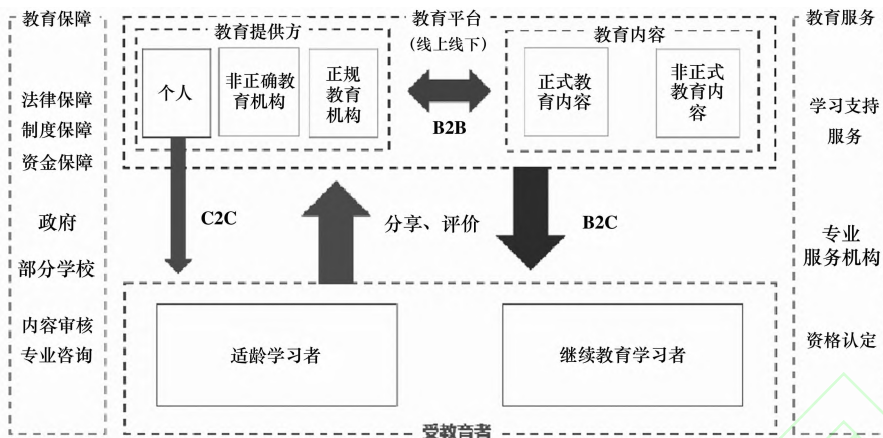 教育保障
法律保障
制度保障
资金保障
政府
部分学校
内容审核
专业咨询
教育平台
(线上线下)
教育提供方
个人
非正确教
育机构
正规
教育
机构
B2B
教育内容
正式教
育内容
非正式
教育内
容
C2C
分享、评价
B2C
适龄学习者
继续教育学习者
受教育者
教育服务
学习支持
服务
专业
服务机构
资格认定